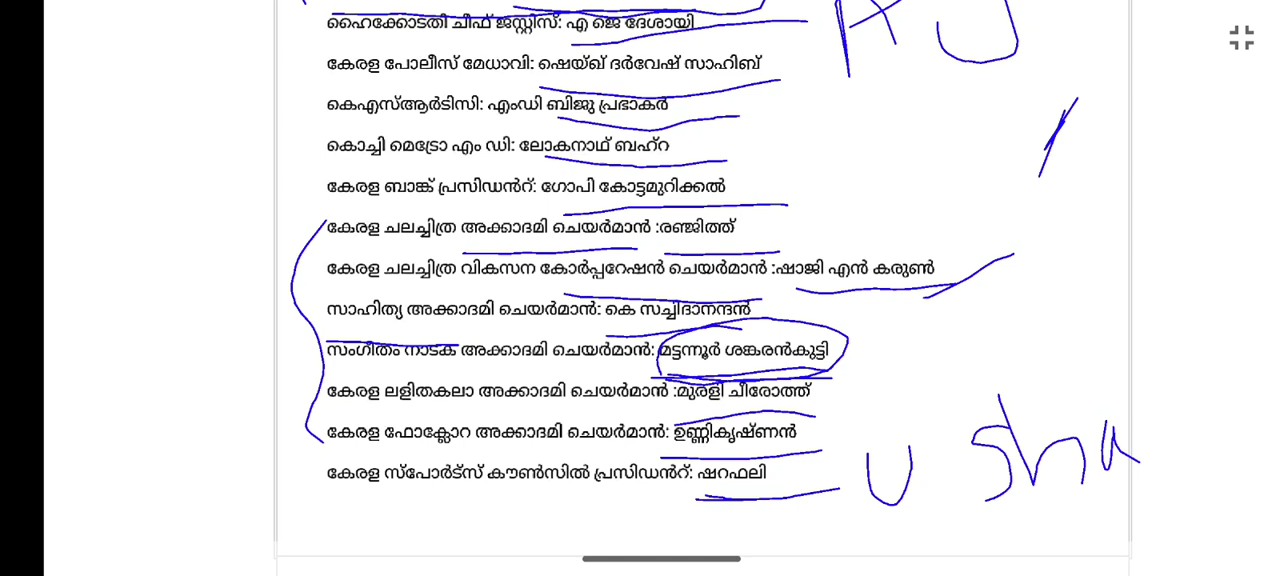 ഹൈക്കോടതി ചീഫ് ജസ്റ്റിസ്: എ ജെ ദേശായി
കേരള പോലീസ് മേധാവി: ഷെയ്ഖ് ദർവേഷ് സാഹിബ്
കെഎസ്ആർടിസി: എംഡി ബിജു പ്രഭാകർ
കൊച്ചി മെട്രോ എം ഡി: ലോകനാഥ് ബഹ്റ
കേരള ബാങ്ക് പ്രസിഡൻറ്: ഗോപി കോട്ടമുറിക്കൽ
കേരള ചലച്ചിത്ര അക്കാദമി ചെയർമാൻ :രഞ്ജിത്ത്
കേരള ചലച്ചിത്ര വികസന കോർപ്പറേഷൻ ചെയർമാൻ :ഷാജി എൻ കരുൺ
സാഹിത്യ അക്കാദമി ചെയർമാൻ: കെ സച്ചിദാനന്ദൻ
സംഗീതം നാടക അക്കാദമി ചെയർമാൻ: മട്ടന്നൂർ ശങ്കരൻകുട്ടി
കേരള ലളിതകലാ അക്കാദമി ചെയർമാൻ :മുരളി ചീരോത്ത്
കേരള ഫോക്ലോറ അക്കാദമി ചെയർമാൻ: ഉണ്ണികൃഷ്ണൻ
കേരള സ്പോർട്സ് കൗൺസിൽ പ്രസിഡൻറ്: ഷറഫലി
U sha